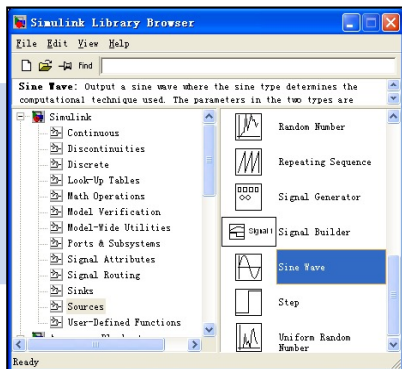 Simulink Library Browser
File Edit View Help
Find
Sine Wave: Output a sine wave where the sine type determines the
computational technique used. The parameters in the two types are
Simulink
Continuous
Discontinuities
Discrete
Look-Up Tables
Math Operations
Model Verification
Model-Wide Utilities
Ports & Subsystems
Signal Attributes
Signal Routing
Sinks
Sources
User-Defined Functions
Random Number
Repeating Sequence
Signal Generator
Signal 1
Signal Builder
Sine Wave
Step
Uniform Random
Number
Ready